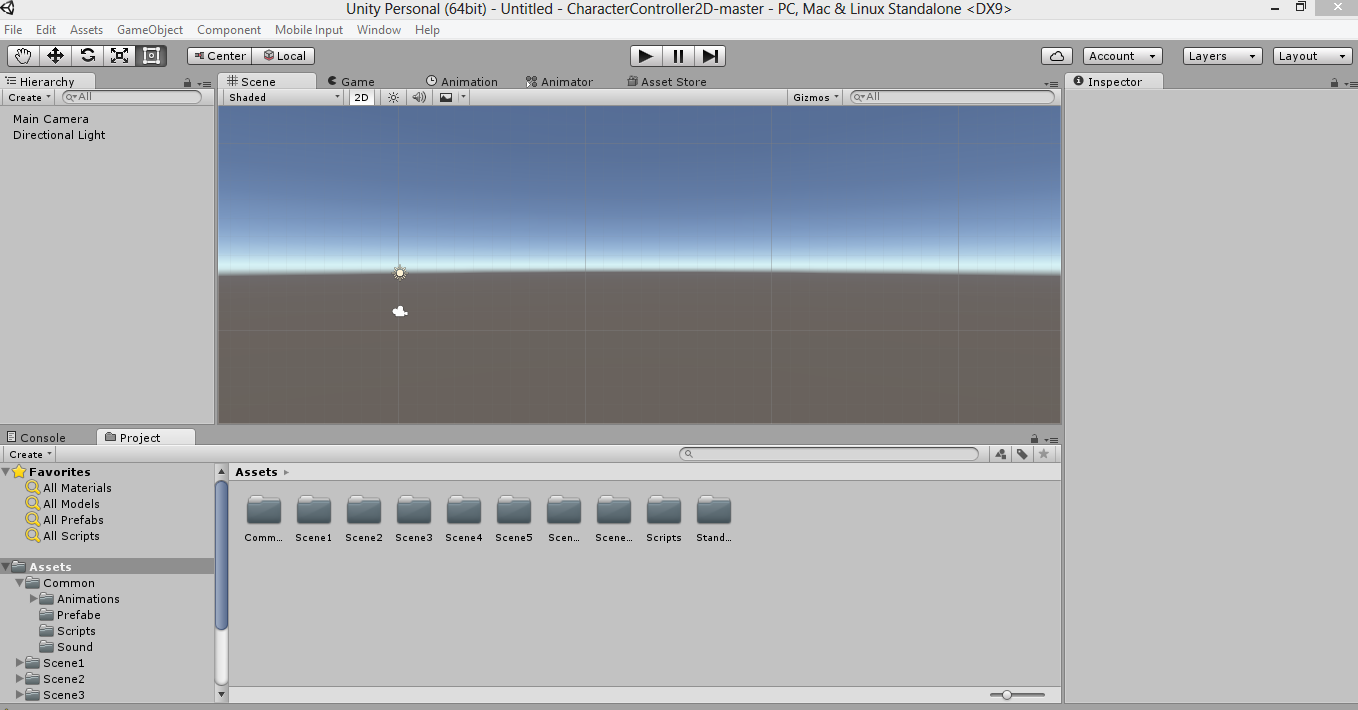 Unity Personal (64bit) - Untitled - CharacterController2D-master - PC, Mac & Linux Standalone <DX9>
File Edit Assets GameObject Component Mobile Input Window Help
Center Local Account Layers Layout
Hierarchy
Create All
Main Camera
Directional Light
Scene Game Animation Animator Asset Store
Shaded 2D Gizmos All
Inspector
Console Project
Create
Favorites
All Materials
All Models
All Prefabs
All Scripts
Assets
Common
Animations
Prefabe
Scripts
Sound
Scene1
Scene2
Scene3
Assets
Comm... Scene1 Scene2 Scene3 Scene4 Scene5 Scen... Scene... Scripts Stand...